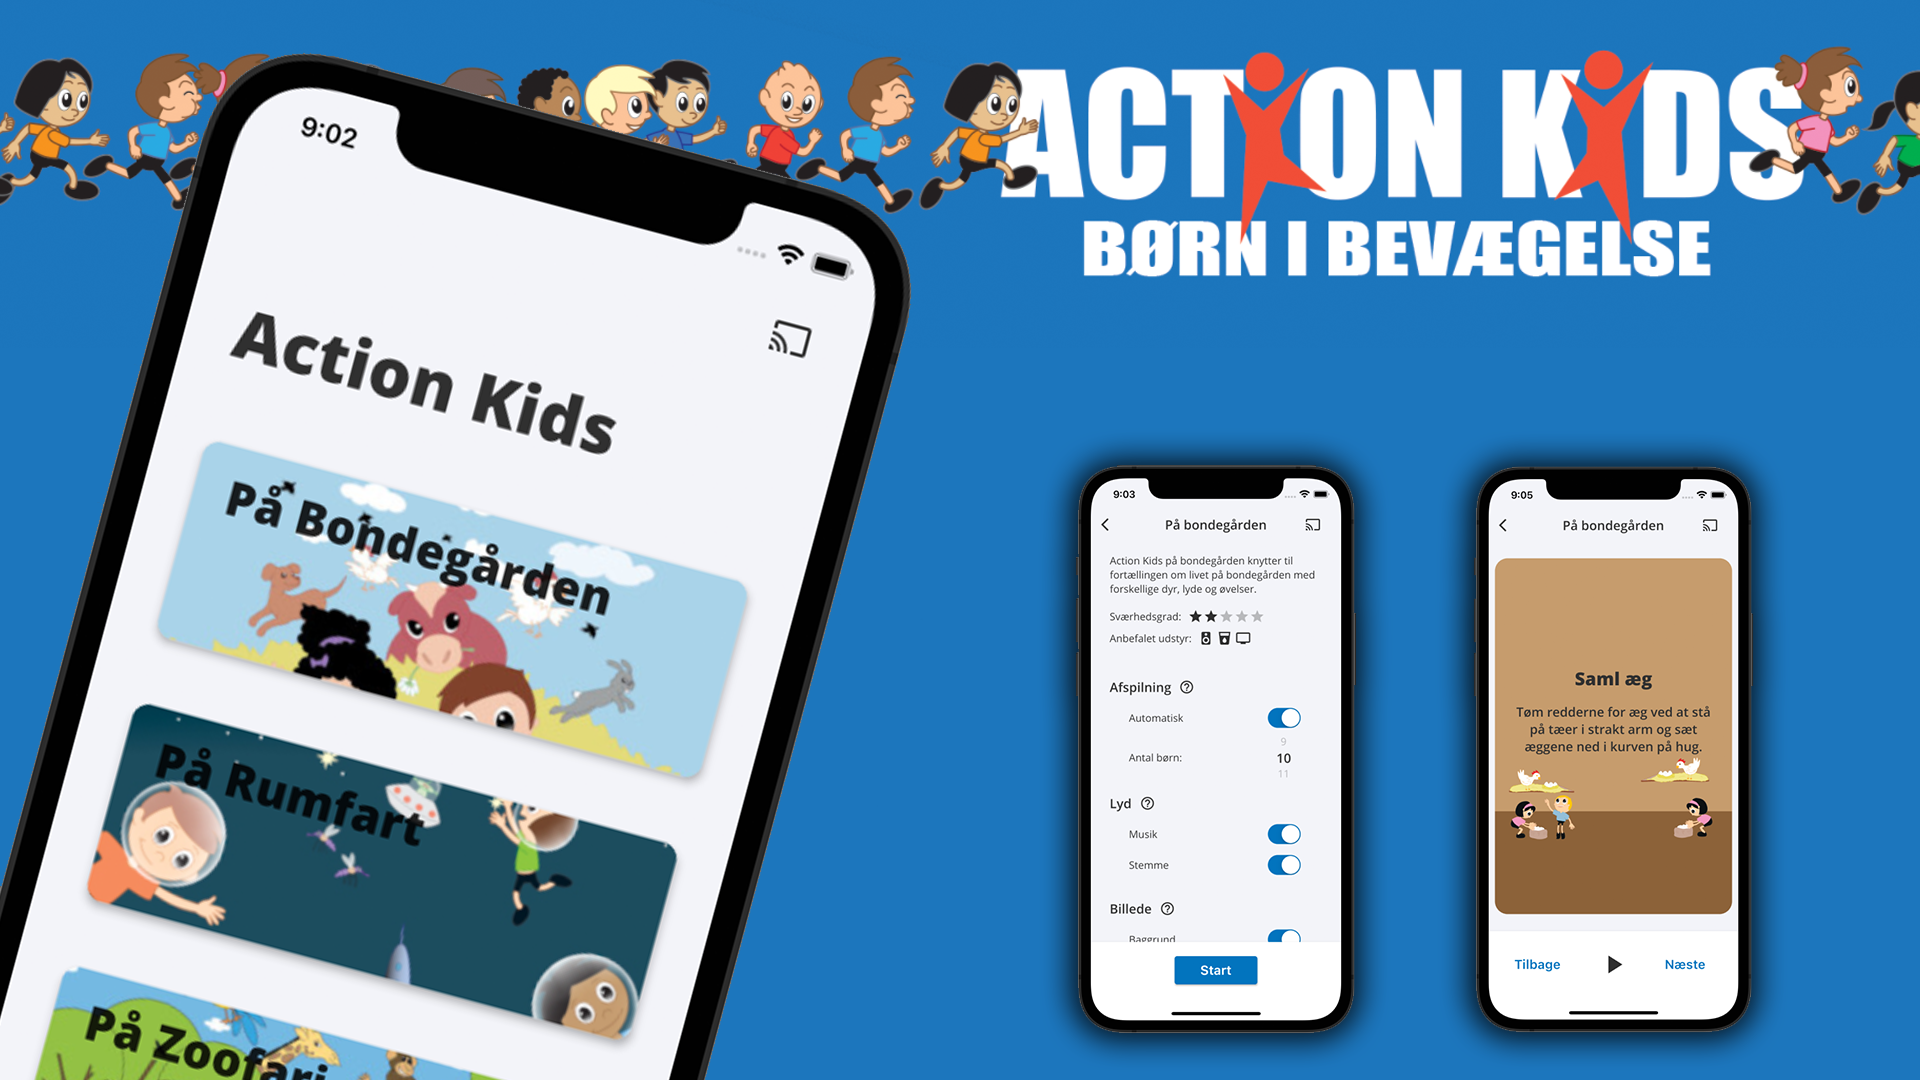 ACTION KIDS
BØRN I BEVÆGELSE
9:02
Action Kids
På Bondegården
På Rumfart
På Zoofari
9:03
På bondegården
Action Kids på bondegården knytter til
fortællingen om livet på bondegården med
forskellige dyr, lyde og øvelser.
Sværhedsgrad:
Anbefalet udstyr:
Afspilning
Automatisk
9
Antal børn: 10
11
Lyd
Musik
Stemme
Billede
Baggrund
Start
9:05
På bondegården
Saml æg
Tøm redderne for æg ved at stå
på tæer i strakt arm og sæt
æggene ned i kurven på hug.
Tilbage
Næste